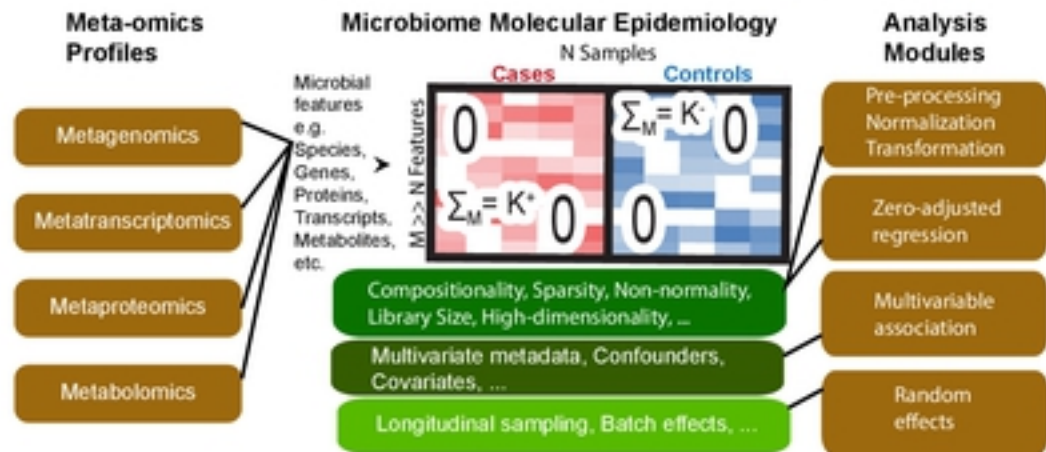 Meta-omics
Profiles
Metagenomics
Metatranscriptomics
Metaproteomics
Metabolomics
Microbiome Molecular Epidemiology
N Samples
Cases
Controls
Microbial
features
e.g.
Species,
Genes,
Proteins,
Transcripts,
Metabolites,
etc.
M >> N Features
0
∑M = K+
0
∑M = K-
0
0
Compositionality, Sparsity, Non-normality,
Library Size, High-dimensionality, ...
Multivariate metadata, Confounders,
Covariates, ...
Longitudinal sampling, Batch effects, ...
Analysis
Modules
Pre-processing
Normalization
Transformation
Zero-adjusted
regression
Multivariable
association
Random
effects